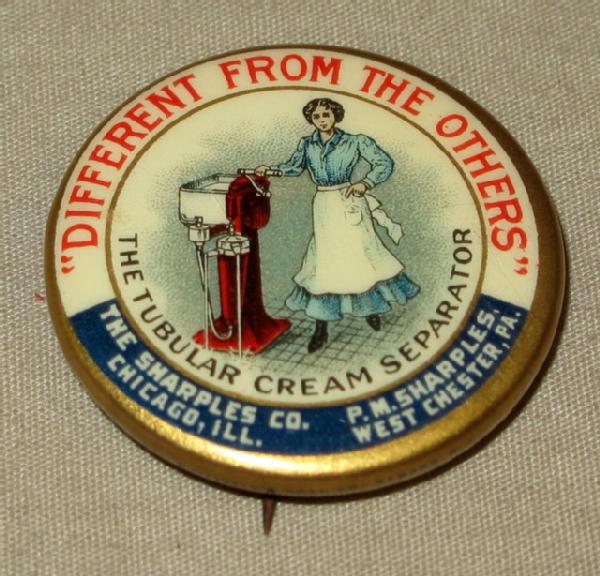 "DIFFERENT FROM THE OTHERS"
THE TUBULAR CREAM SEPARATOR
THE SHARPLES CO.
CHICAGO, ILL.
P.M. SHARPLES,
WEST CHESTER, PA.